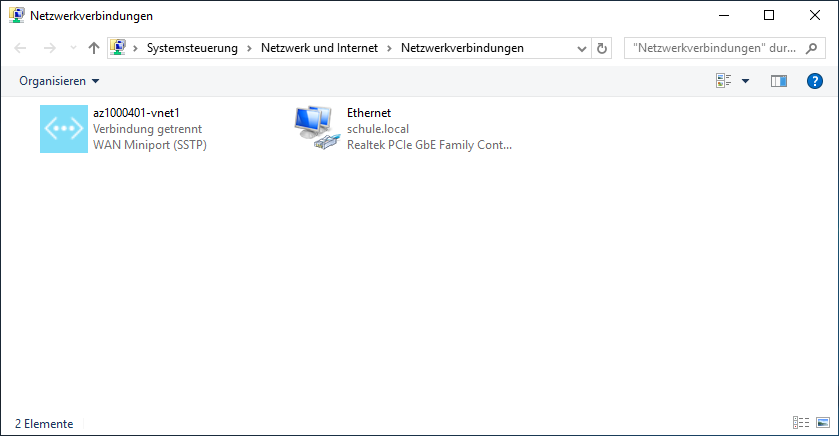 Netzwerkverbindungen
Systemsteuerung > Netzwerk und Internet > Netzwerkverbindungen
"Netzwerkverbindungen" dur...
Organisieren
?
az1000401-vnet1
Verbindung getrennt
WAN Miniport (SSTP)
Ethernet
schule.local
Realtek PCIe GbE Family Cont...
2 Elemente